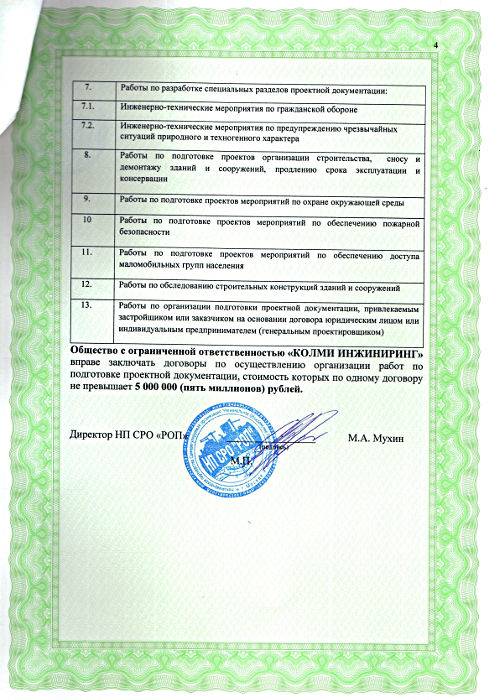 4
7. Работы по разработке специальных разделов проектной документации:
7.1. Инженерно-технические мероприятия по гражданской обороне
7.2. Инженерно-технические мероприятия по предупреждению чрезвычайных
ситуаций природного и техногенного характера
8. Работы по подготовке проектов организации строительства, сносу и
демонтажу зданий и сооружений, продлению срока эксплуатации и
консервации
9. Работы по подготовке проектов мероприятий по охране окружающей среды
10 Работы по подготовке проектов мероприятий по обеспечению пожарной
безопасности
11. Работы по подготовке проектов мероприятий по обеспечению доступа
маломобильных групп населения
12. Работы по обследованию строительных конструкций зданий и сооружений
13. Работы по организации подготовки проектной документации, привлекаемым
застройщиком или заказчиком на основании договора юридическим лицом или
индивидуальным предпринимателем (генеральным проектировщиком)
Общество с ограниченной ответственностью «КОЛМИ ИНЖИНИРИНГ»
вправе заключать договоры по осуществлению организации работ по
подготовке проектной документации, стоимость которых по одному договору
не превышает 5 000 000 (пять миллионов) рублей.
Директор НП СРО «РОПК М.А. Мухин
(подпись)
М.П.
НП СРО РСП